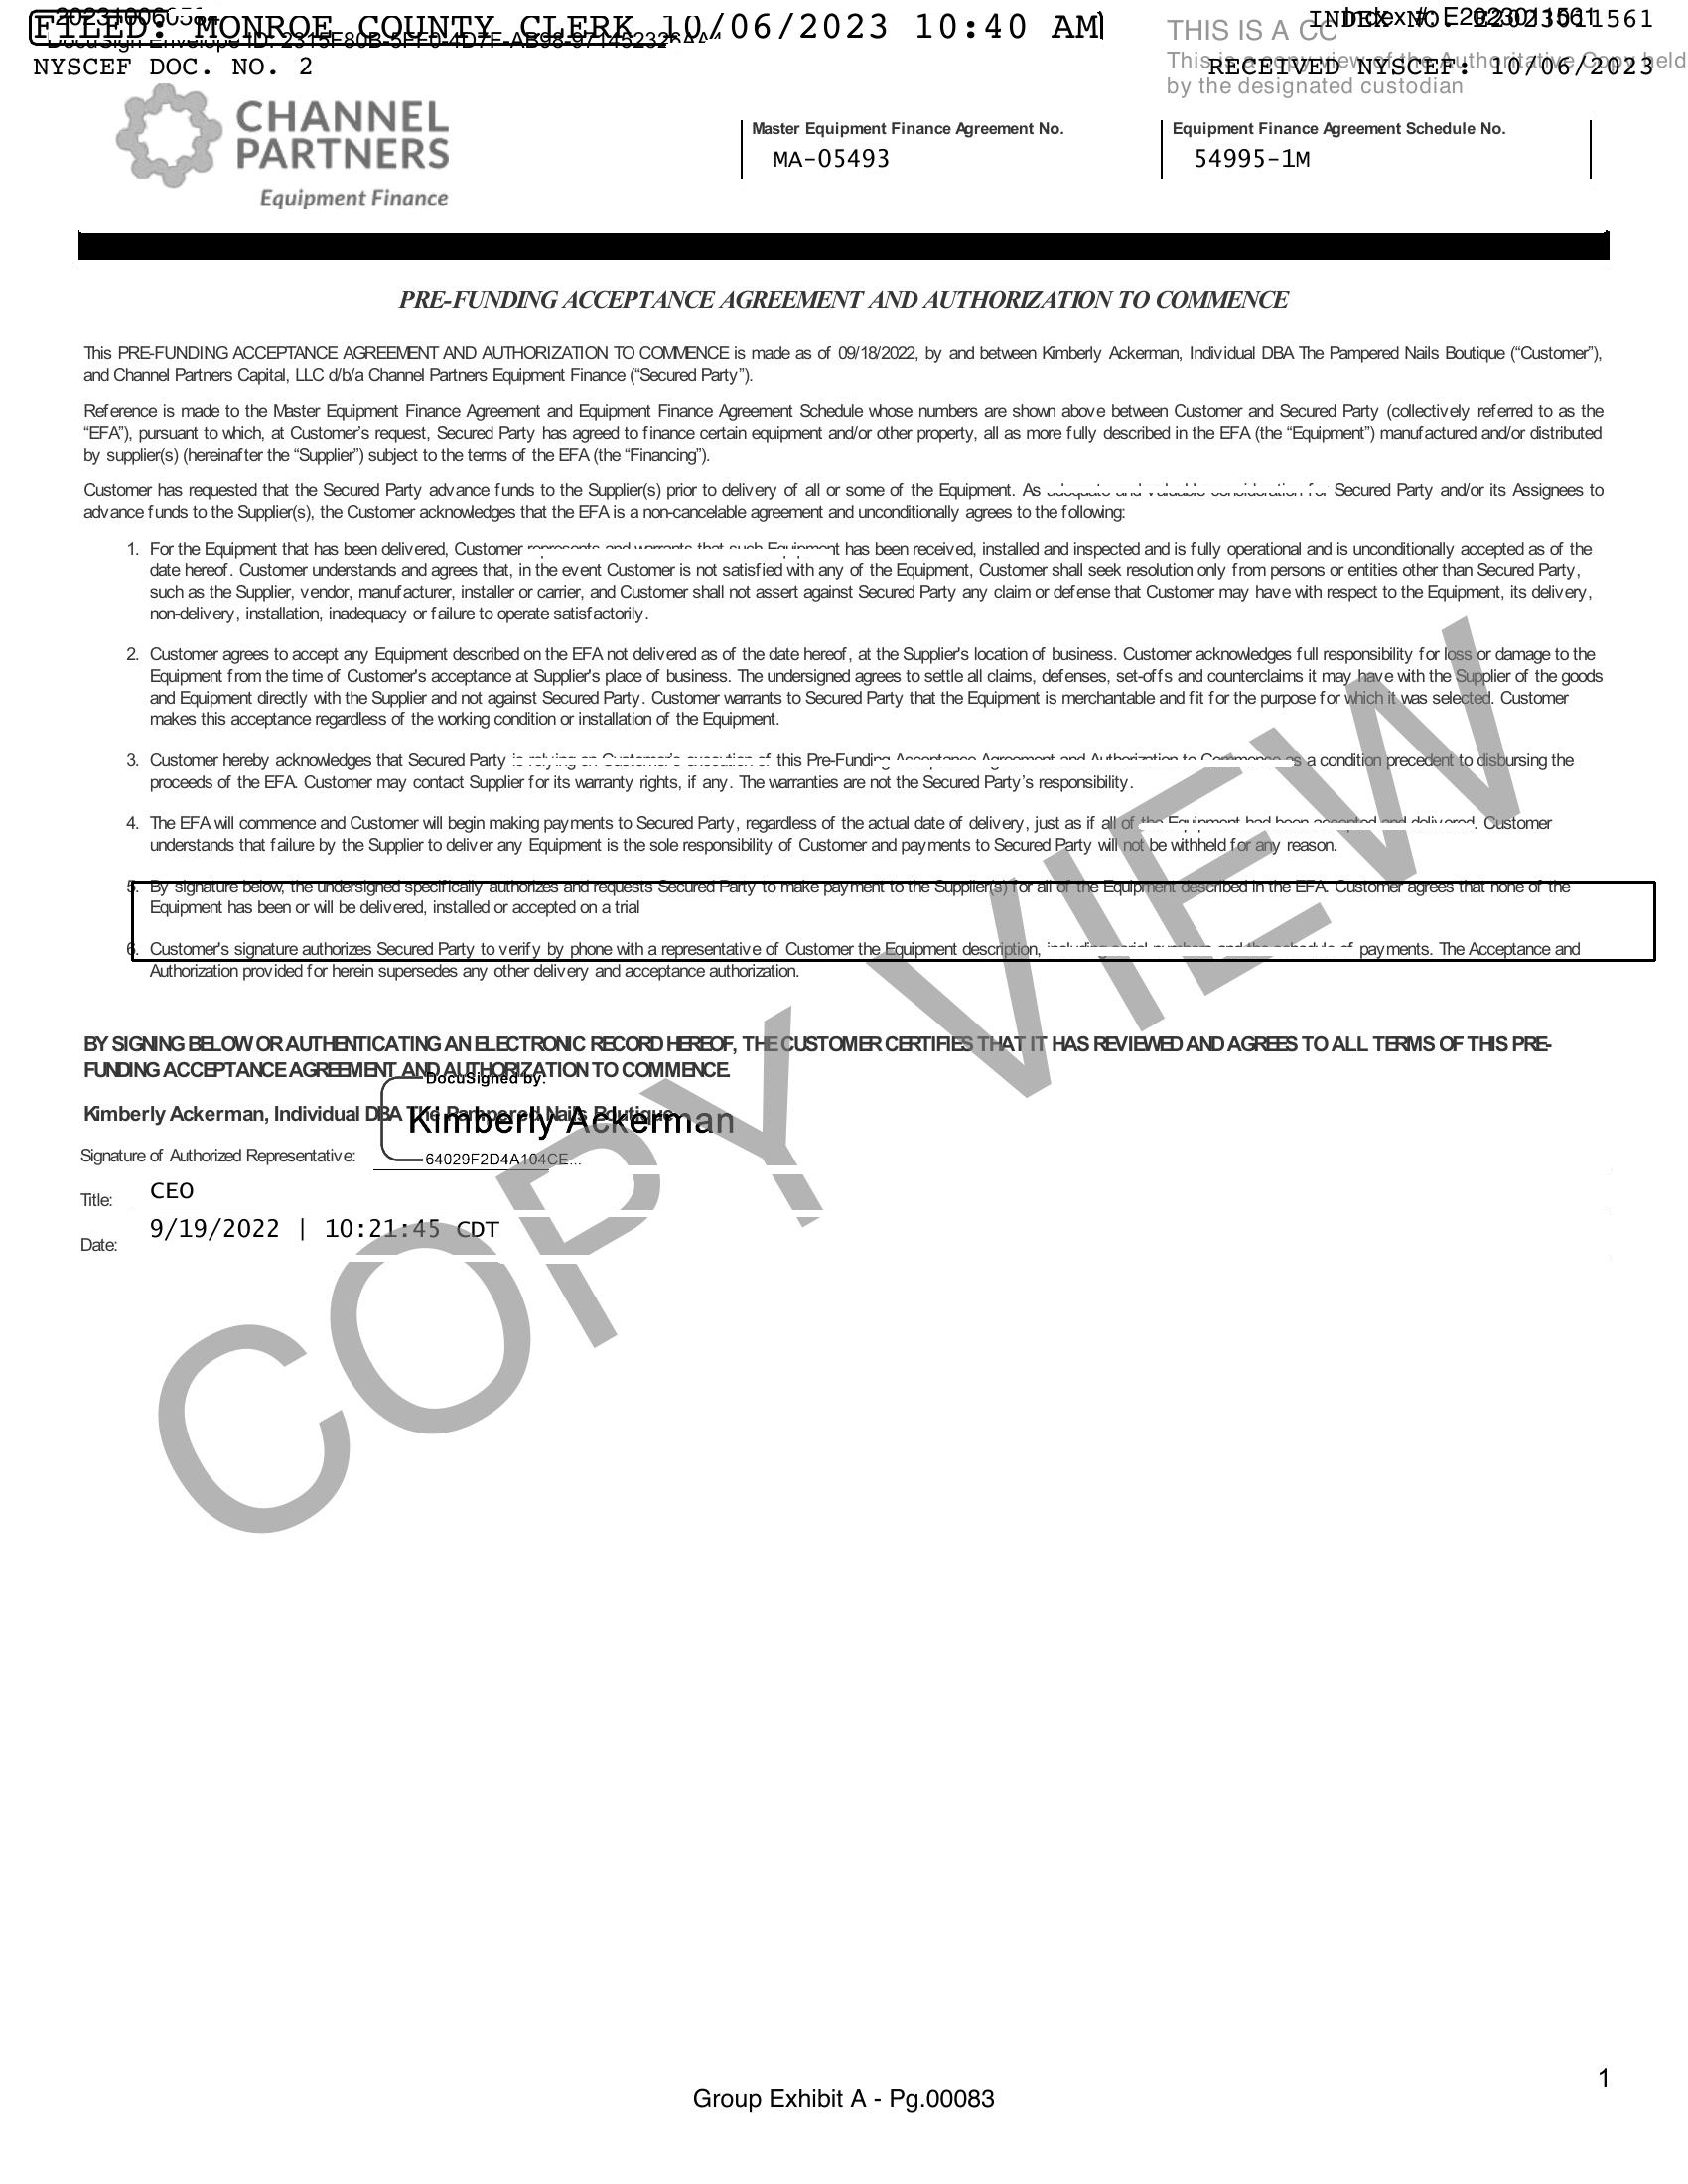 FILED: MONROE COUNTY CLERK 10/06/2023 10:40 AM
INDEX NO. E2023011561
NYSCEF DOC. NO. 2
RECEIVED NYSCEF: 10/06/2023
THIS IS A
This is a copy view of the Authoritative Copy held
by the designated custodian
CHANNEL
PARTNERS
Equipment Finance
Master Equipment Finance Agreement No.
MA-05493
Equipment Finance Agreement Schedule No.
54995-1M
PRE-FUNDING ACCEPTANCE AGREEMENT AND AUTHORIZATION TO COMMENCE
This PRE-FUNDING ACCEPTANCE AGREEMENT AND AUTHORIZATION TO COMMENCE is made as of 09/18/2022, by and between Kimberly Ackerman, Individual DBA The Pampered Nails Boutique (“Customer”),
and Channel Partners Capital, LLC d/b/a Channel Partners Equipment Finance (“Secured Party”).
Reference is made to the Master Equipment Finance Agreement and Equipment Finance Agreement Schedule whose numbers are shown above between Customer and Secured Party (collectively referred to as the
“EFA”), pursuant to which, at Customer’s request, Secured Party has agreed to finance certain equipment and/or other property, all as more fully described in the EFA (the “Equipment”) manufactured and/or distributed
by supplier(s) (hereinafter the “Supplier”) subject to the terms of the EFA (the “Financing”).
Customer has requested that the Secured Party advance funds to the Supplier(s) prior to delivery of all or some of the Equipment. As adequate and valuable consideration for Secured Party and/or its Assignees to
advance funds to the Supplier(s), the Customer acknowledges that the EFA is a non-cancelable agreement and unconditionally agrees to the following:
1. For the Equipment that has been delivered, Customer represents and warrants that such Equipment has been received, installed and inspected and is fully operational and is unconditionally accepted as of the
date hereof. Customer understands and agrees that, in the event Customer is not satisfied with any of the Equipment, Customer shall seek resolution only from persons or entities other than Secured Party,
such as the Supplier, vendor, manufacturer, installer or carrier, and Customer shall not assert against Secured Party any claim or defense that Customer may have with respect to the Equipment, its delivery,
non-delivery, installation, inadequacy or failure to operate satisfactorily.
2. Customer agrees to accept any Equipment described on the EFA not delivered as of the date hereof, at the Supplier's location of business. Customer acknowledges full responsibility for loss or damage to the
Equipment from the time of Customer's acceptance at Supplier's place of business. The undersigned agrees to settle all claims, defenses, set-offs and counterclaims it may have with the Supplier of the goods
and Equipment directly with the Supplier and not against Secured Party. Customer warrants to Secured Party that the Equipment is merchantable and fit for the purpose for which it was selected. Customer
makes this acceptance regardless of the working condition or installation of the Equipment.
3. Customer hereby acknowledges that Secured Party is relying on Customer's execution of this Pre-Funding Acceptance Agreement and Authorization to Commence as a condition precedent to disbursing the
proceeds of the EFA. Customer may contact Supplier for its warranty rights, if any. The warranties are not the Secured Party’s responsibility.
4. The EFA will commence and Customer will begin making payments to Secured Party, regardless of the actual date of delivery, just as if all of the Equipment had been accepted and delivered. Customer
understands that failure by the Supplier to deliver any Equipment is the sole responsibility of Customer and payments to Secured Party will not be withheld for any reason.
5. By signature below, the undersigned specifically authorizes and requests Secured Party to make payment to the Supplier(s) for all of the Equipment described in the EFA. Customer agrees that none of the
Equipment has been or will be delivered, installed or accepted on a trial
6. Customer's signature authorizes Secured Party to verify by phone with a representative of Customer the Equipment description, including serial numbers and the schedule of payments. The Acceptance and
Authorization provided for herein supersedes any other delivery and acceptance authorization.
BY SIGNING BELOW OR AUTHENTICATING AN ELECTRONIC RECORD HEREOF, THE CUSTOMER CERTIFIES THAT IT HAS REVIEWED AND AGREES TO ALL TERMS OF THIS PRE-
FUNDING ACCEPTANCE AGREEMENT AND AUTHORIZATION TO COMMENCE.
DocuSigned by:
Kimberly Ackerman, Individual DBA The Pampered Nails Boutique
Kimberly Ackerman
Signature of Authorized Representative:
64029F2D4A104CE...
Title: CEO
Date: 9/19/2022 | 10:21:45 CDT
COPY VIEW
1
Group Exhibit A - Pg.00083